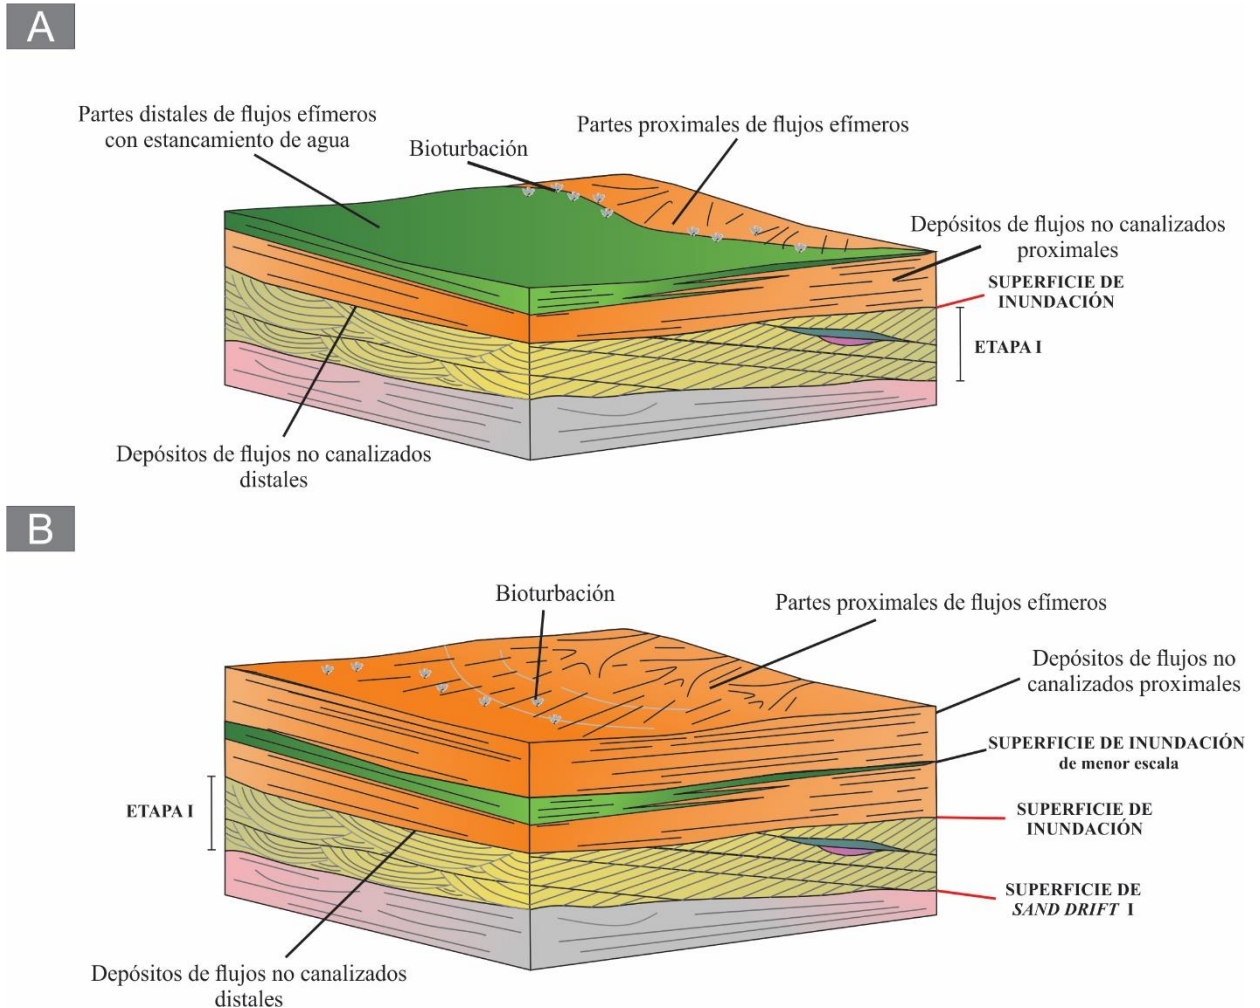 A
Partes distales de flujos efímeros
con estancamiento de agua
Bioturbación
Partes proximales de flujos efímeros
Depósitos de flujos no canalizados
proximales
SUPERFICIE DE
INUNDACIÓN
ETAPA I
Depósitos de flujos no canalizados
distales
B
Bioturbación
Partes proximales de flujos efímeros
Depósitos de flujos no
canalizados proximales
SUPERFICIE DE INUNDACIÓN
de menor escala
ETAPA I
SUPERFICIE DE
INUNDACIÓN
SUPERFICIE DE
SAND DRIFT I
Depósitos de flujos no canalizados
distales